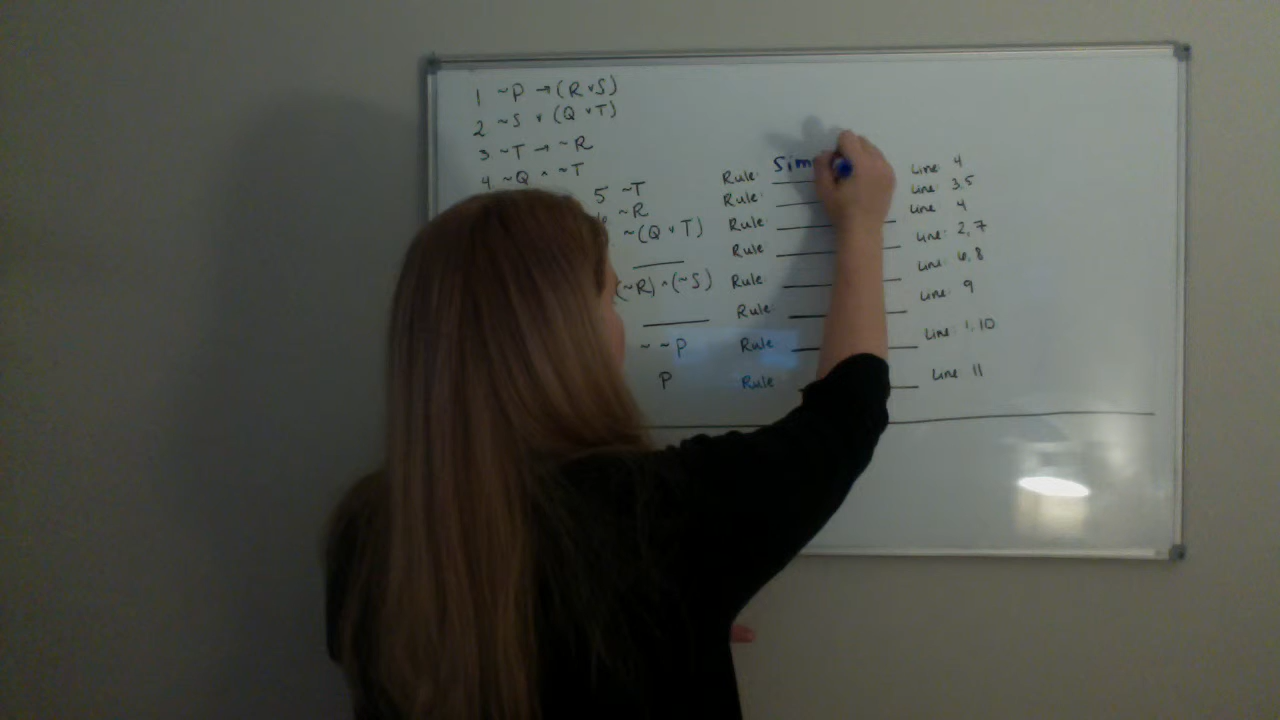 1 ~P → (R v S)
2 ~S v (Q v T)
3 ~T → ~R
4 ~Q ^ ~T
5 ~T Rule: Sim Line: 4
~R Rule: Line: 3,5
~(Q v T) Rule Line 4
Rule Line: 2,7
(~R) ^ (~S) Rule Line: 6,8
Rule Line: 9
~ ~P Rule Line: 1,10
P Rule Line 11